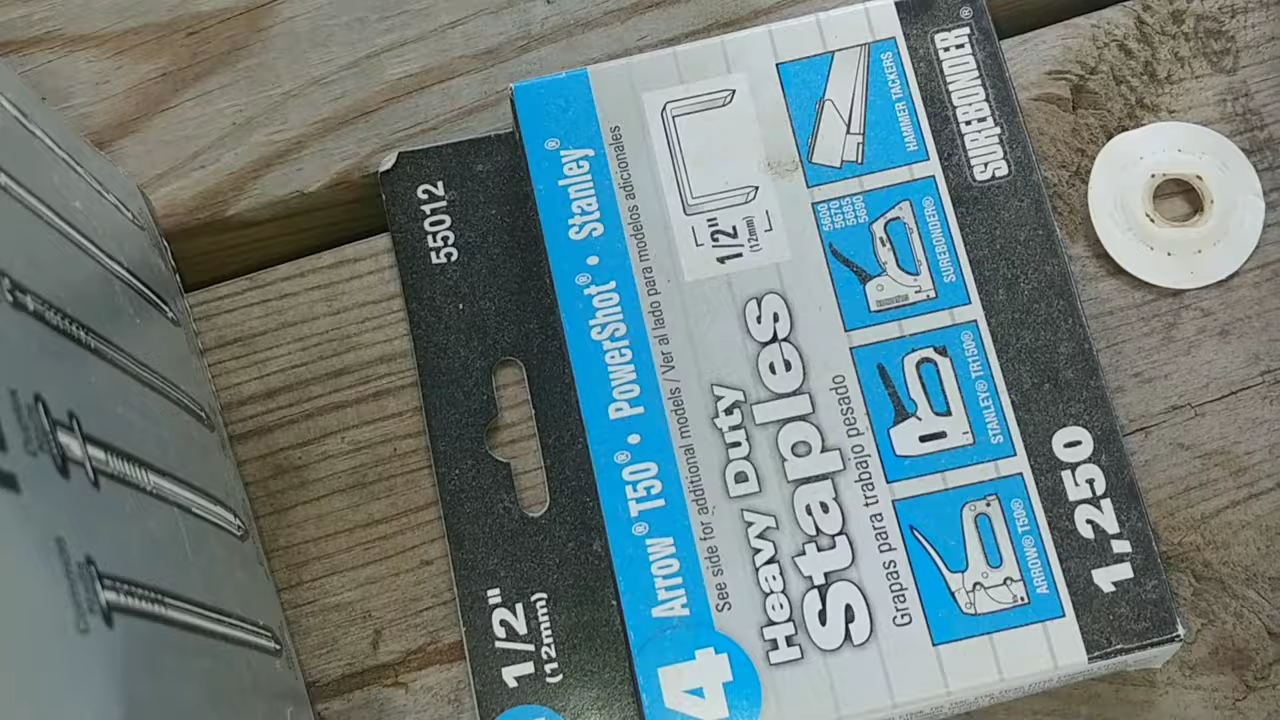 55012
1/2"
(12mm)
4
Arrow® T50® • PowerShot® • Stanley®
See side for additional models / Ver al lado para modelos adicionales
1/2"
(12mm)
Heavy Duty
Staples
Grapas para trabajo pesado
ARROW® T50®
STANLEY® TR150®
5600
5670
5685
5690
SUREBONDER®
HAMMER TACKERS
1,250
SUREBONDER®